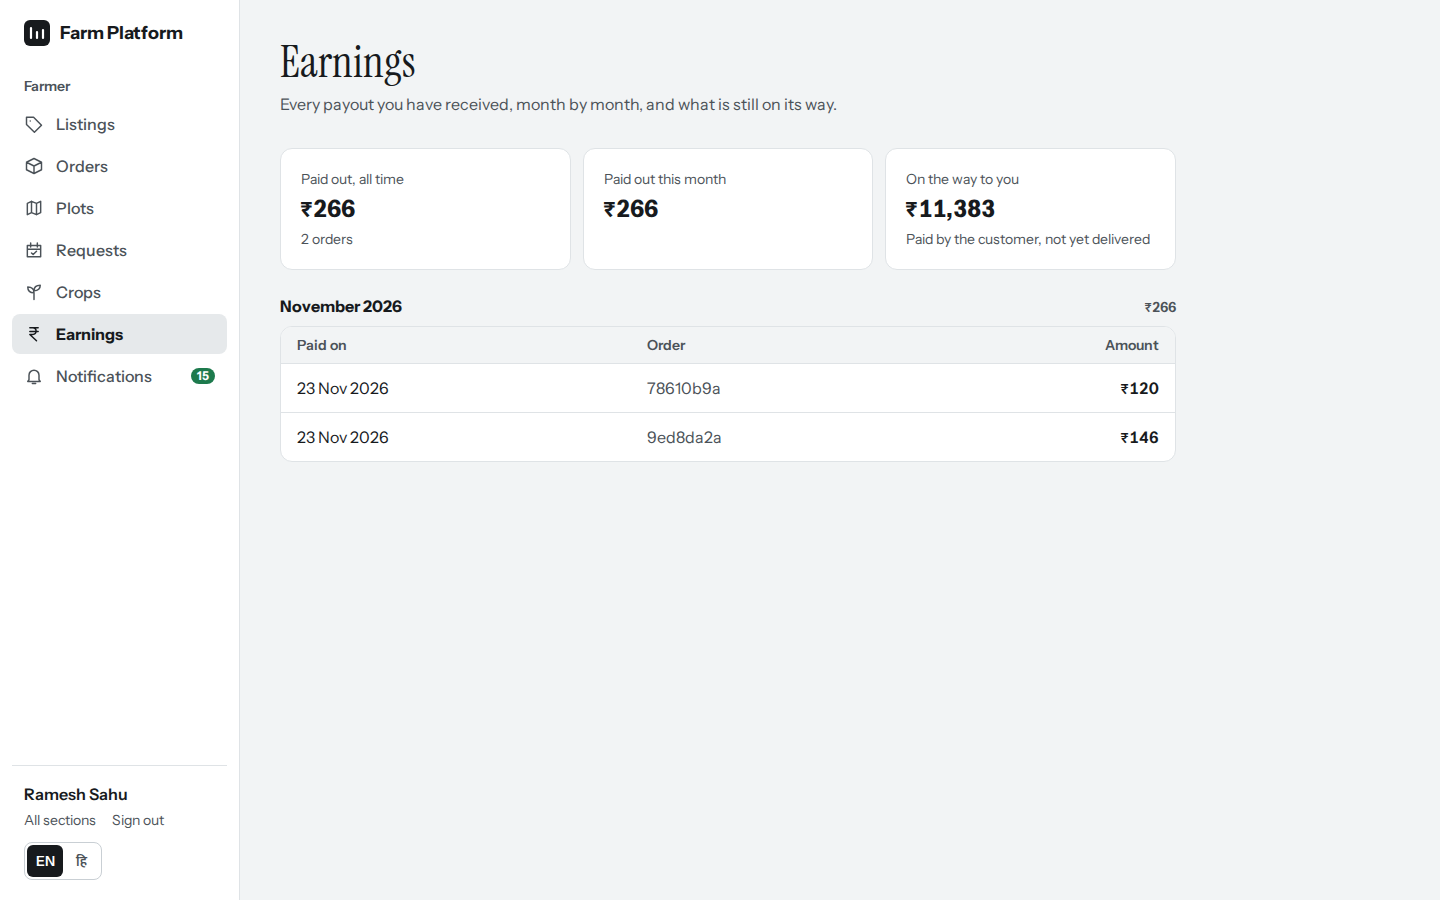 Farm Platform
Farmer
Listings
Orders
Plots
Requests
Crops
Earnings
Notifications 15
Ramesh Sahu
All sections Sign out
EN हि
Earnings
Every payout you have received, month by month, and what is still on its way.
Paid out, all time
₹266
2 orders
Paid out this month
₹266
On the way to you
₹11,383
Paid by the customer, not yet delivered
November 2026 ₹266
Paid on Order Amount
23 Nov 2026 78610b9a ₹120
23 Nov 2026 9ed8da2a ₹146